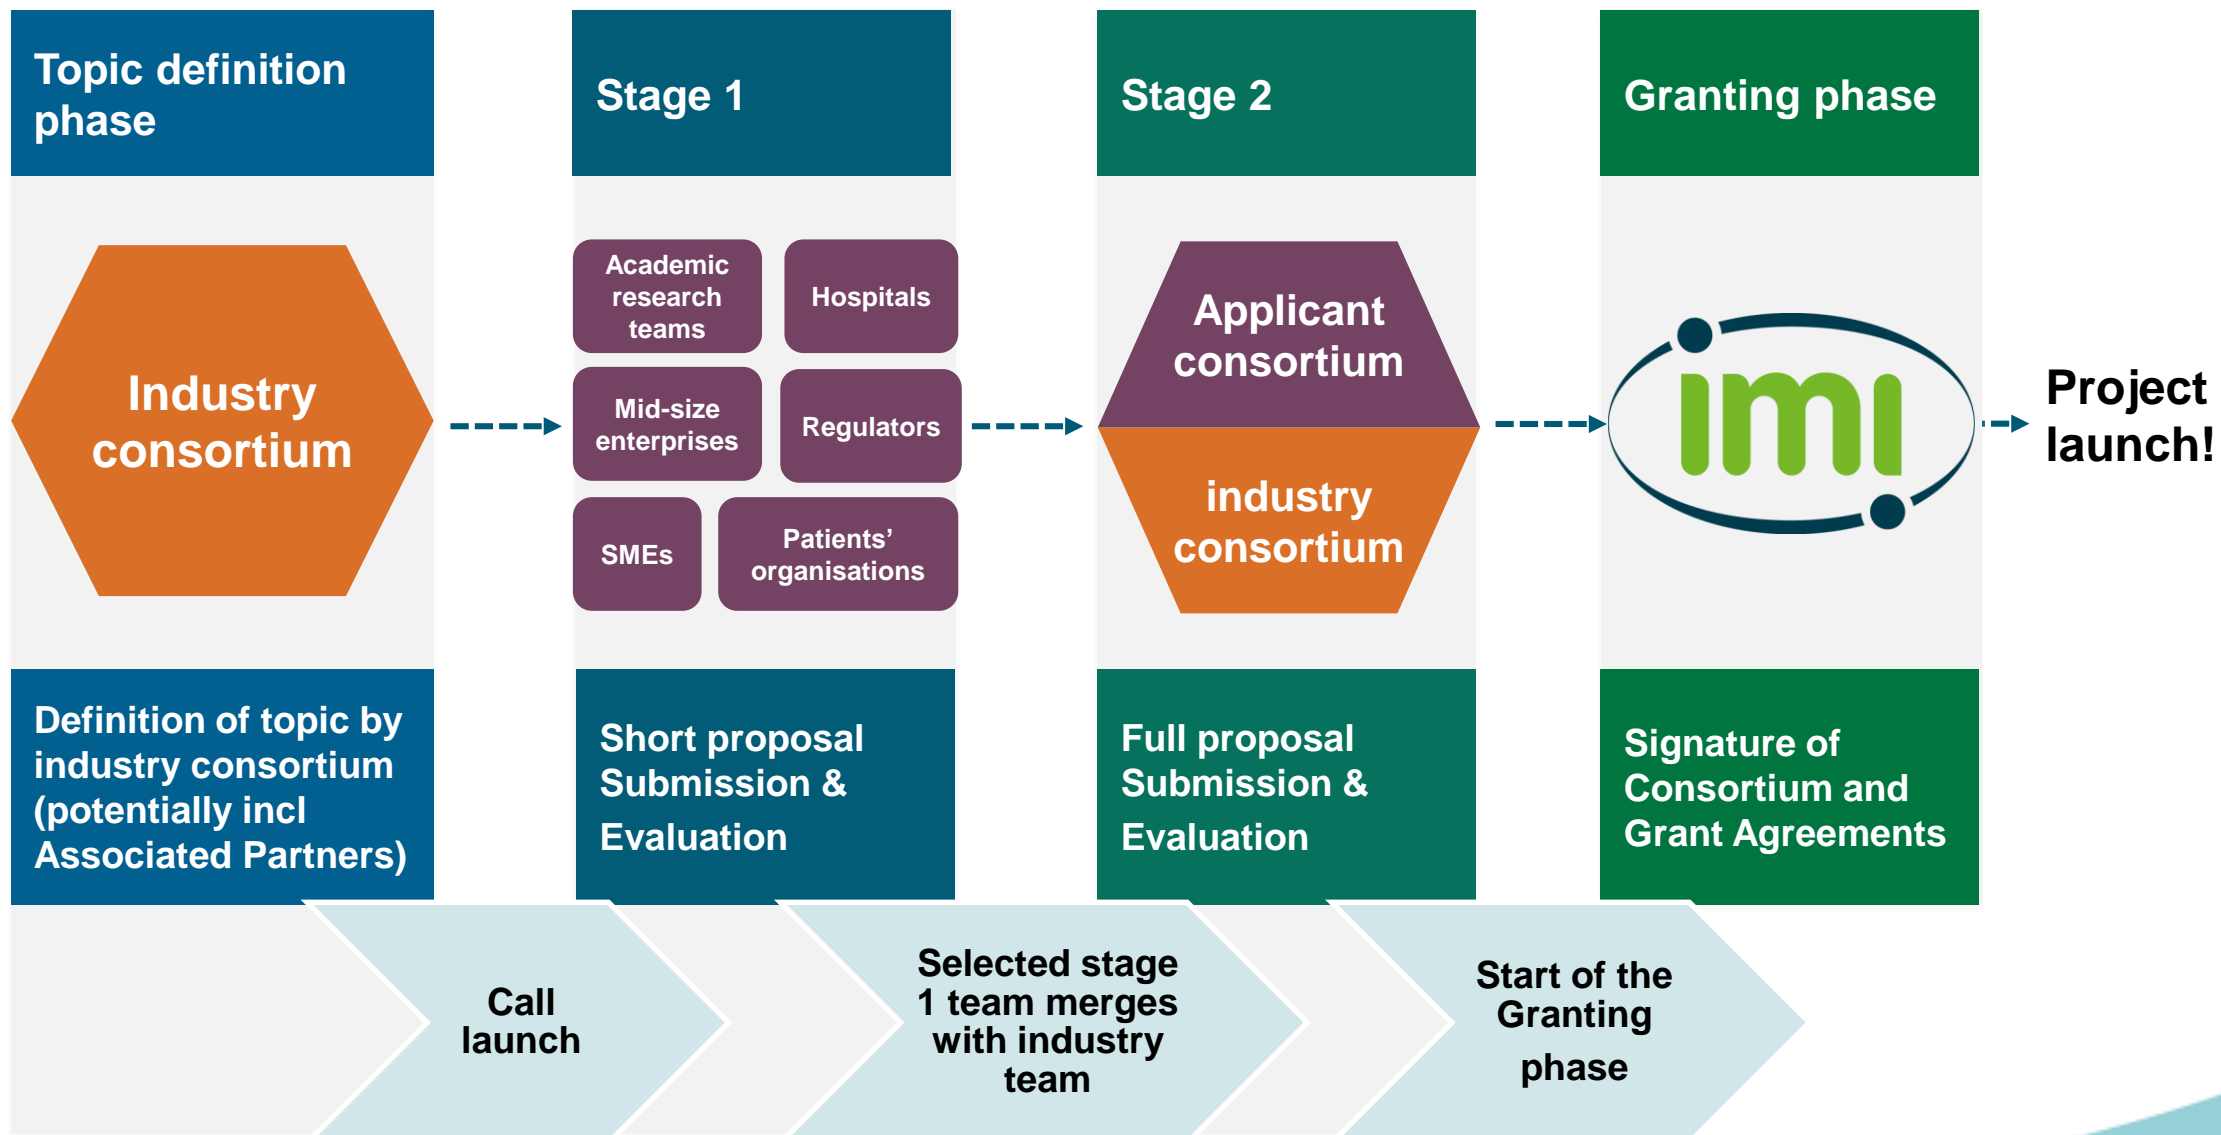 Topic definition
phase
Stage 1
Stage 2
Granting phase
Industry
consortium
Academic
research
teams
Hospitals
Mid-size
enterprises
Regulators
SMEs
Patients’
organisations
Applicant
consortium
industry
consortium
imi
Project
launch!
Definition of topic by
industry consortium
(potentially incl
Associated Partners)
Short proposal
Submission &
Evaluation
Full proposal
Submission &
Evaluation
Signature of
Consortium and
Grant Agreements
Call
launch
Selected stage
1 team merges
with industry
team
Start of the
Granting
phase